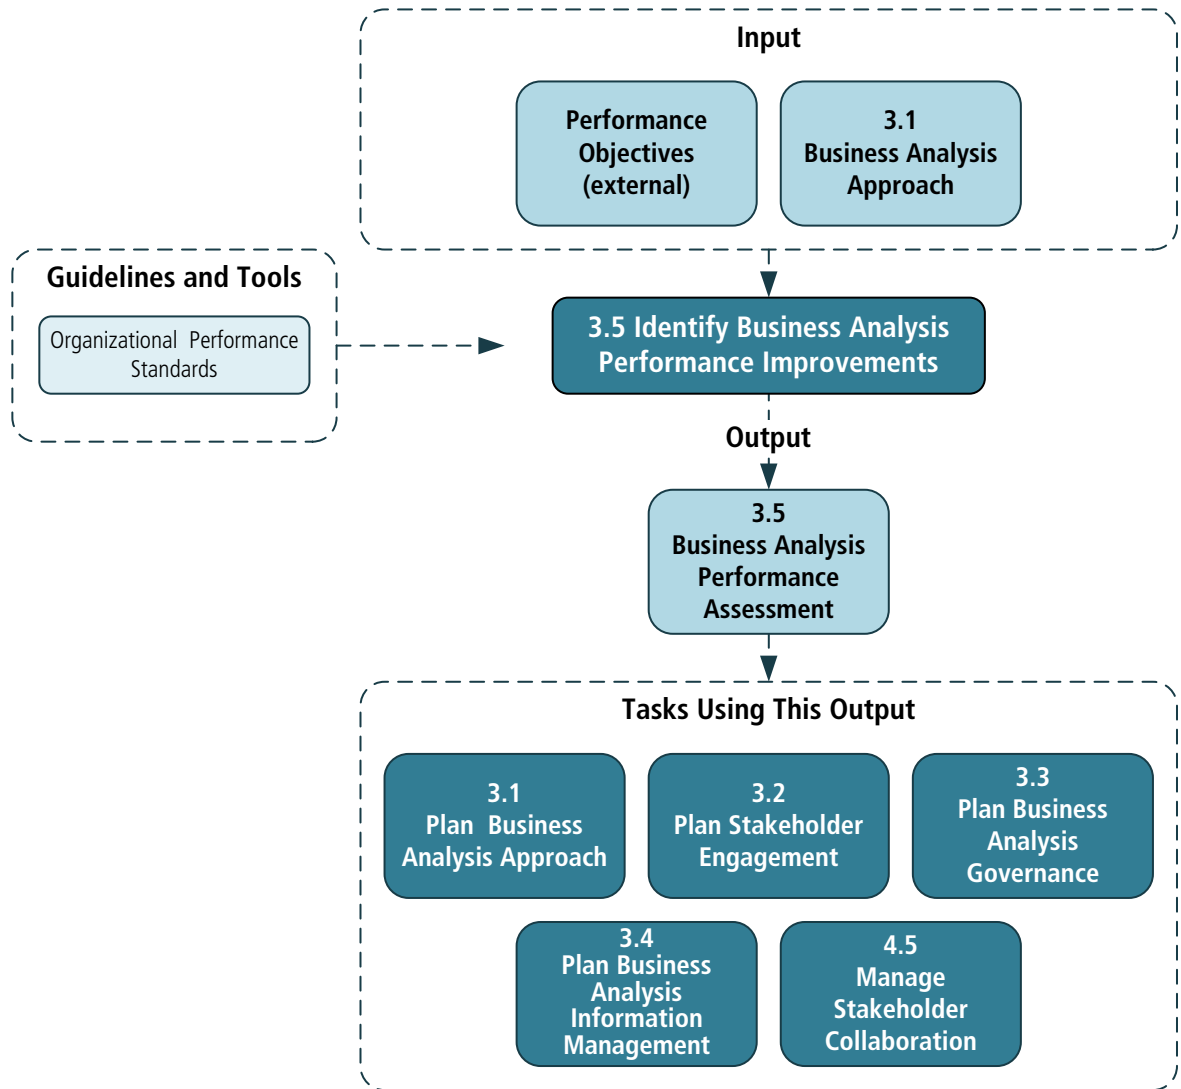 Input
Performance
Objectives
(external)
3.1
Business Analysis
Approach
Guidelines and Tools
Organizational Performance
Standards
3.5 Identify Business Analysis
Performance Improvements
Output
3.5
Business Analysis
Performance
Assessment
Tasks Using This Output
3.1
Plan Business
Analysis Approach
3.2
Plan Stakeholder
Engagement
3.3
Plan Business
Analysis
Governance
3.4
Plan Business
Analysis
Information
Management
4.5
Manage
Stakeholder
Collaboration